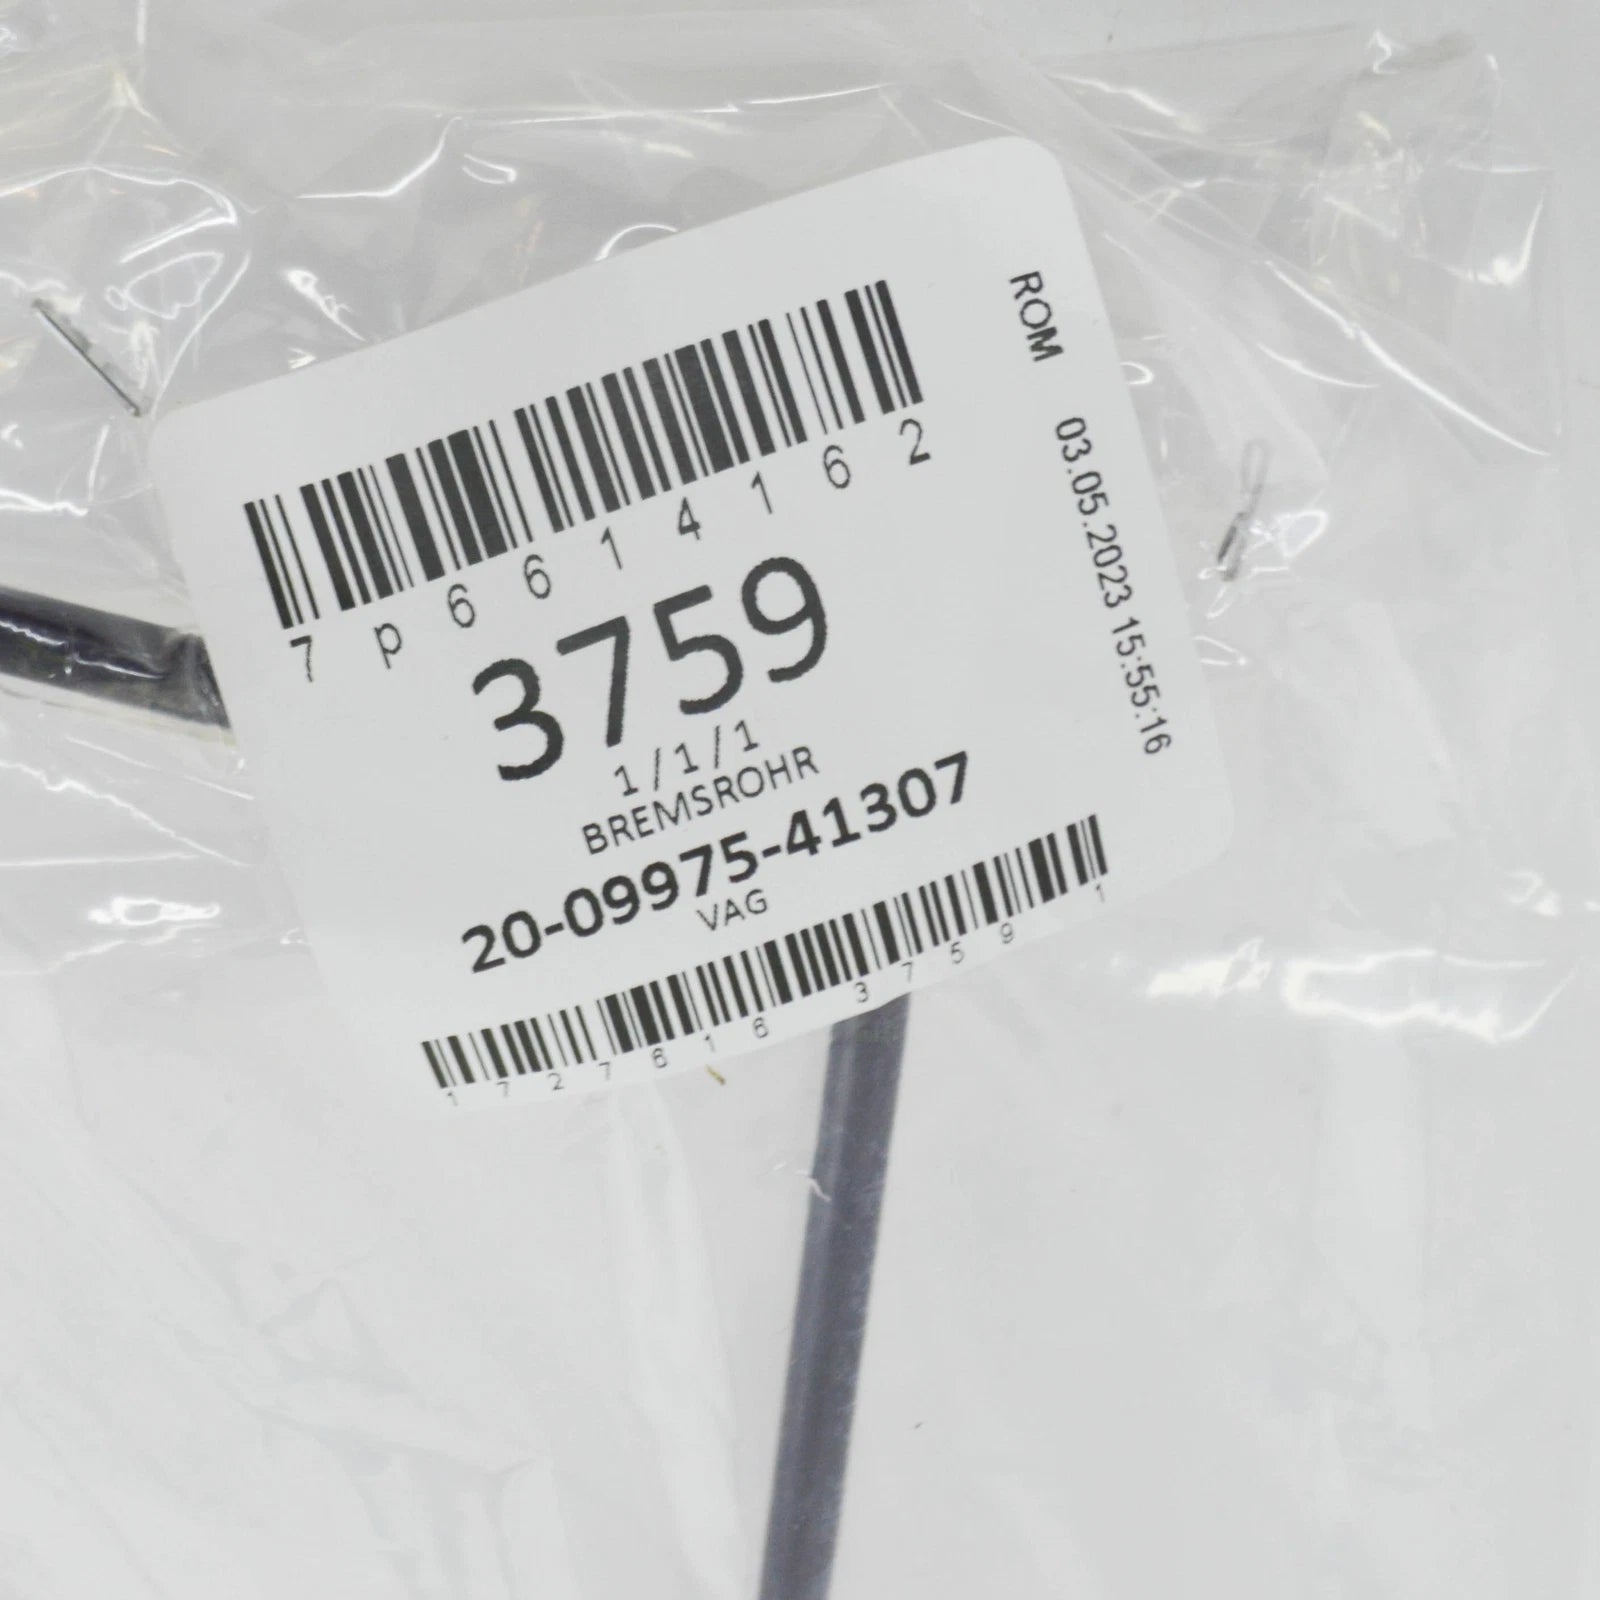 7p6614162
3759
1/1/1
BREMSROHR
20-09975-41307
VAG
1727616 3759 1
ROM 03.05.2023 15:55:16